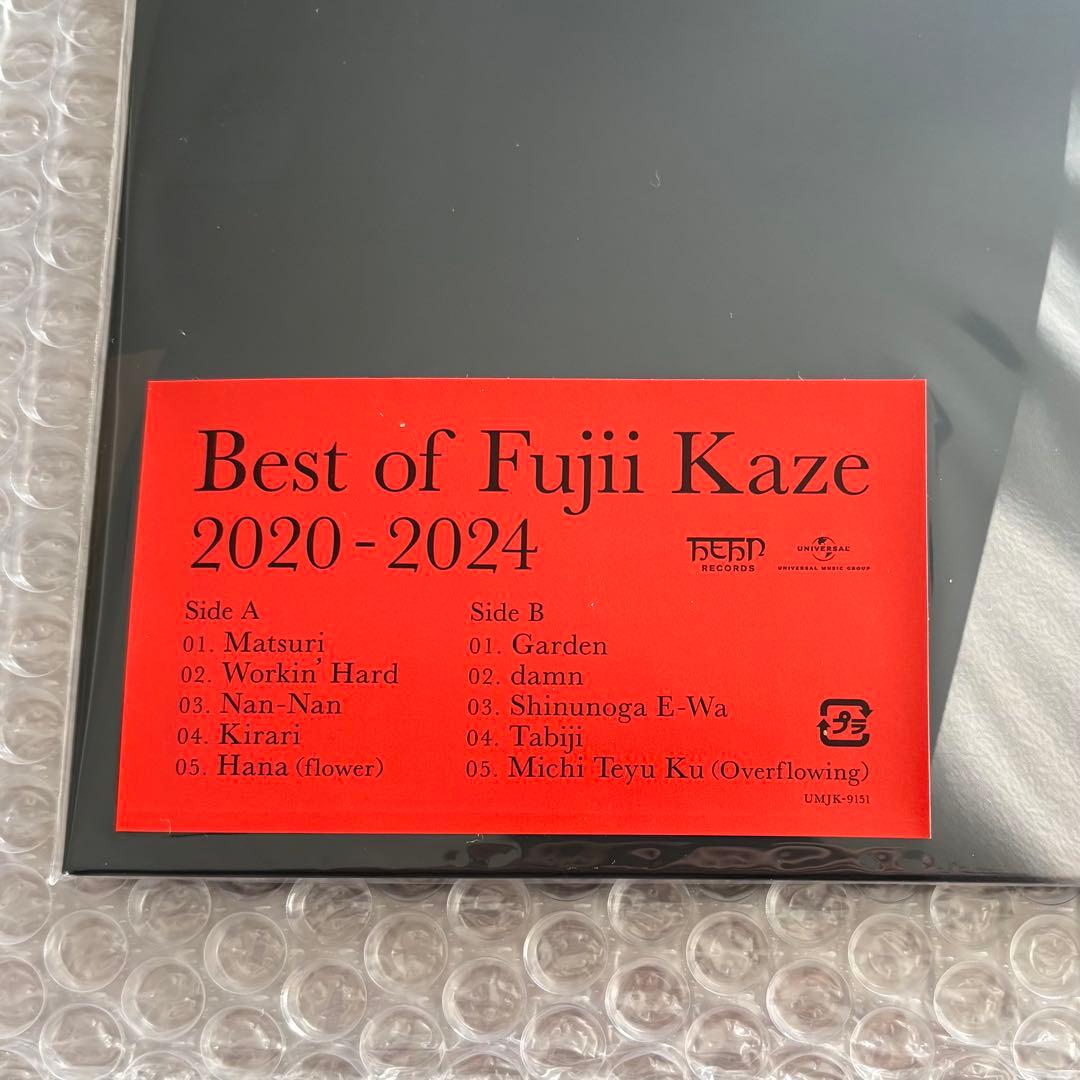 Best of Fujii Kaze
2020-2024
HEHN
RECORDS
UNIVERSAL
UNIVERSAL MUSIC GROUP
Side A
01. Matsuri
02. Workin' Hard
03. Nan-Nan
04. Kirari
05. Hana (flower)
Side B
01. Garden
02. damn
03. Shinunoga E-Wa
04. Tabiji
05. Michi Teyu Ku (Overflowing)
プラ
UMJK-9151